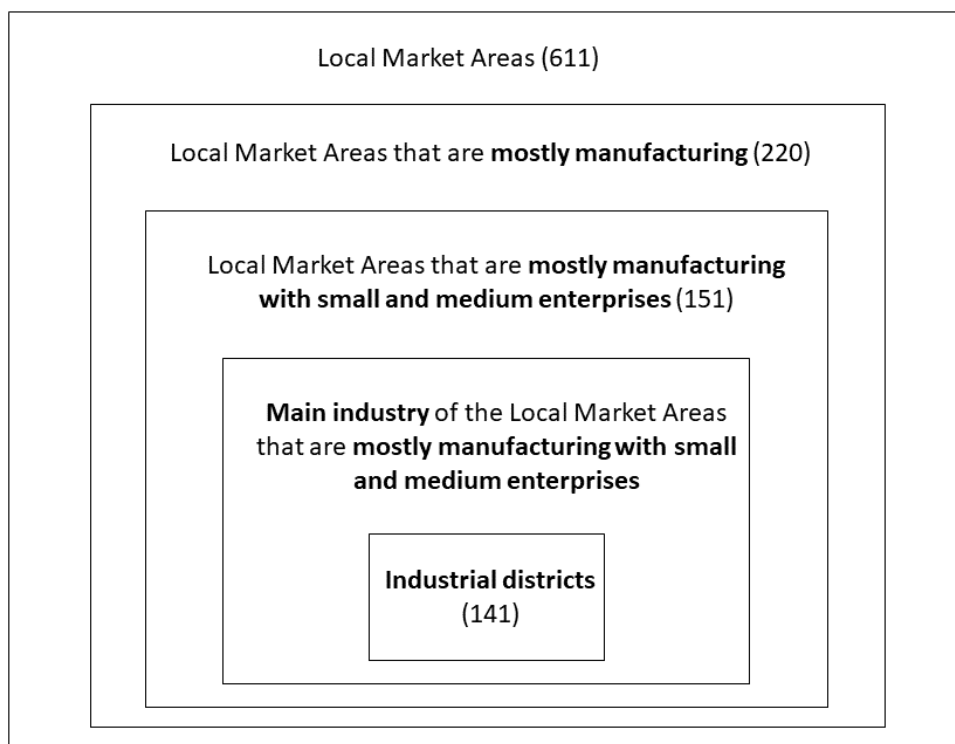 Local Market Areas (611)
Local Market Areas that are mostly manufacturing (220)
Local Market Areas that are mostly manufacturing
with small and medium enterprises (151)
Main industry of the Local Market Areas
that are mostly manufacturing with small
and medium enterprises
Industrial districts
(141)